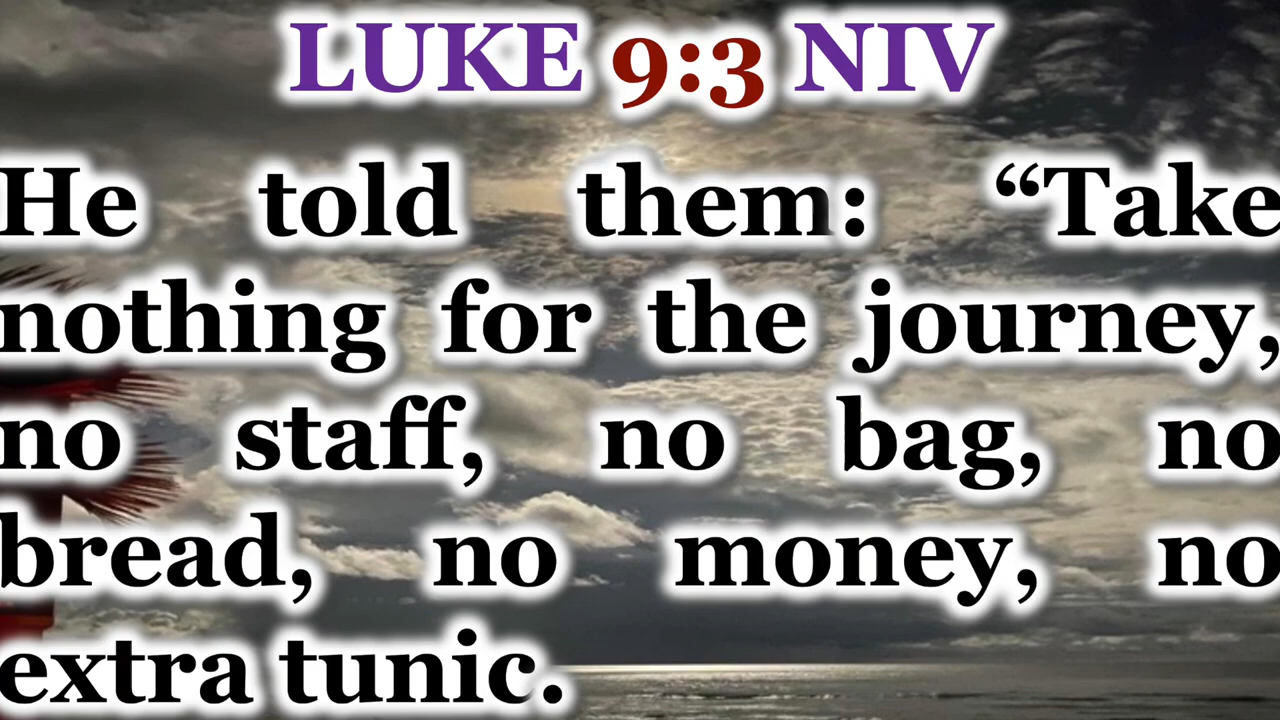 LUKE 9:3 NIV
He told them: “Take
nothing for the journey,
no staff, no bag, no
bread, no money, no
extra tunic.